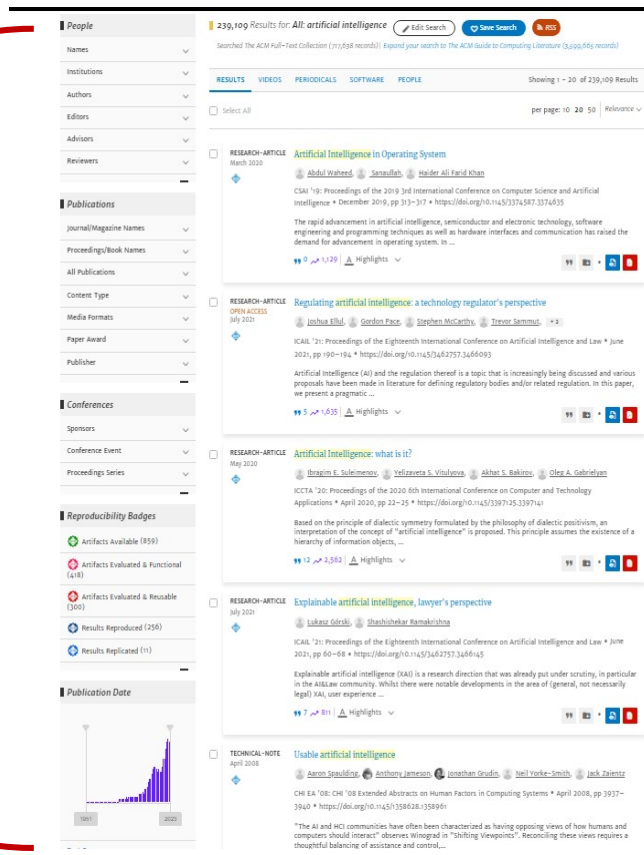 People
Names
Institutions
Authors
Editors
Advisors
Reviewers
Publications
Journal/Magazine Names
Proceedings/Book Names
All Publications
Content Type
Media Formats
Paper Award
Publisher
Conferences
Sponsors
Conference Event
Proceedings Series
Reproducibility Badges
Artifacts Available (859)
Artifacts Evaluated & Functional
(418)
Artifacts Evaluated & Reusable
(300)
Results Reproduced (256)
Results Replicated (11)
Publication Date
1951 2023
239,109 Results for: All: artificial intelligence Edit Search Save Search RSS
Searched The ACM Full-Text Collection (717,638 records)| Expand your search to The ACM Guide to Computing Literature (3,599,665 records)
RESULTS VIDEOS PERIODICALS SOFTWARE PEOPLE Showing 1 - 20 of 239,109 Results
Select All per page: 10 20 50 Relevance
RESEARCH-ARTICLE Artificial Intelligence in Operating System
March 2020
Abdul Waheed, Sanaullah, Haider Ali Farid Khan
CSAI '19: Proceedings of the 2019 3rd International Conference on Computer Science and Artificial
Intelligence • December 2019, pp 313–317 • https://doi.org/10.1145/3374587.3374635
The rapid advancement in artificial intelligence, semiconductor and electronic technology, software
engineering and programming techniques as well as hardware interfaces and communication has raised the
demand for advancement in operating system. In ...
0 1,129 A Highlights
RESEARCH-ARTICLE Regulating artificial intelligence: a technology regulator's perspective
OPEN ACCESS
July 2021
Joshua Ellul, Gordon Pace, Stephen McCarthy, Trevor Sammut, + 2
ICAIL '21: Proceedings of the Eighteenth International Conference on Artificial Intelligence and Law • June
2021, pp 190–194 • https://doi.org/10.1145/3462757.3466093
Artificial Intelligence (AI) and the regulation thereof is a topic that is increasingly being discussed and various
proposals have been made in literature for defining regulatory bodies and/or related regulation. In this paper,
we present a pragmatic ...
5 1,635 A Highlights
RESEARCH-ARTICLE Artificial Intelligence: what is it?
May 2020
Ibragim E. Suleimenov, Yelizaveta S. Vitulyova, Akhat S. Bakirov, Oleg A. Gabrielyan
ICCTA '20: Proceedings of the 2020 6th International Conference on Computer and Technology
Applications • April 2020, pp 22–25 • https://doi.org/10.1145/3397125.3397141
Based on the principle of dialectic symmetry formulated by the philosophy of dialectic positivism, an
interpretation of the concept of "artificial intelligence" is proposed. This principle assumes the existence of a
hierarchy of information objects, ...
12 2,562 A Highlights
RESEARCH-ARTICLE Explainable artificial intelligence, lawyer's perspective
July 2021
Łukasz Górski, Shashishekar Ramakrishna
ICAIL '21: Proceedings of the Eighteenth International Conference on Artificial Intelligence and Law • June
2021, pp 60–68 • https://doi.org/10.1145/3462757.3466145
Explainable artificial intelligence (XAI) is a research direction that was already put under scrutiny, in particular
in the AI&Law community. Whilst there were notable developments in the area of (general, not necessarily
legal) XAI, user experience ...
7 811 A Highlights
TECHNICAL-NOTE Usable artificial intelligence
April 2008
Aaron Spaulding, Anthony Jameson, Jonathan Grudin, Neil Yorke-Smith, Jack Zaientz
CHI EA '08: CHI '08 Extended Abstracts on Human Factors in Computing Systems • April 2008, pp 3937–
3940 • https://doi.org/10.1145/1358628.1358961
"The AI and HCI communities have often been characterized as having opposing views of how humans and
computers should interact" observes Winograd in "Shifting Viewpoints". Reconciling these views requires a
thoughtful balancing of assistance and control,...